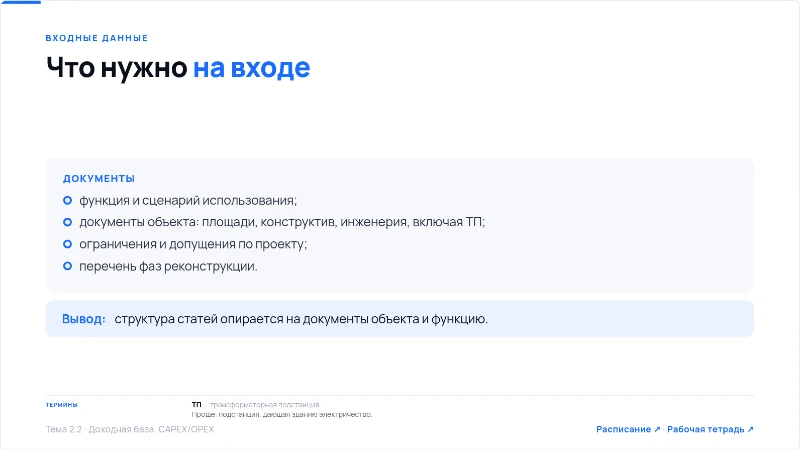 ВХОДНЫЕ ДАННЫЕ
Что нужно на входе
ДОКУМЕНТЫ
функция и сценарий использования;
документы объекта: площади, конструктив, инженерия, включая ТП;
ограничения и допущения по проекту;
перечень фаз реконструкции.
Вывод: структура статей опирается на документы объекта и функцию.
ТЕРМИНЫ
ТП — трансформаторная подстанция
Проще: подстанция, дающая зданию электричество.
Тема 2.2 · Доходная база, CAPEX/OPEX
Расписание ↗ · Рабочая тетрадь ↗